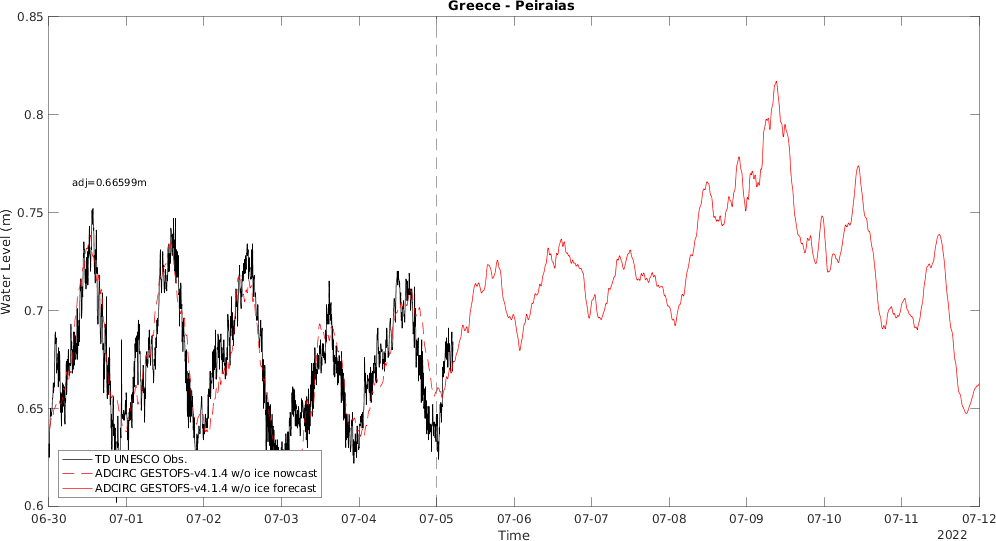 Greece - Peiraias
0.85
0.8
0.75
0.7
0.65
0.6
Water Level (m)
adj=0.66599m
TD UNESCO Obs.
ADCIRC GESTOFS-v4.1.4 w/o ice nowcast
ADCIRC GESTOFS-v4.1.4 w/o ice forecast
06-30 07-01 07-02 07-03 07-04 07-05 07-06 07-07 07-08 07-09 07-10 07-11 07-12
Time
2022